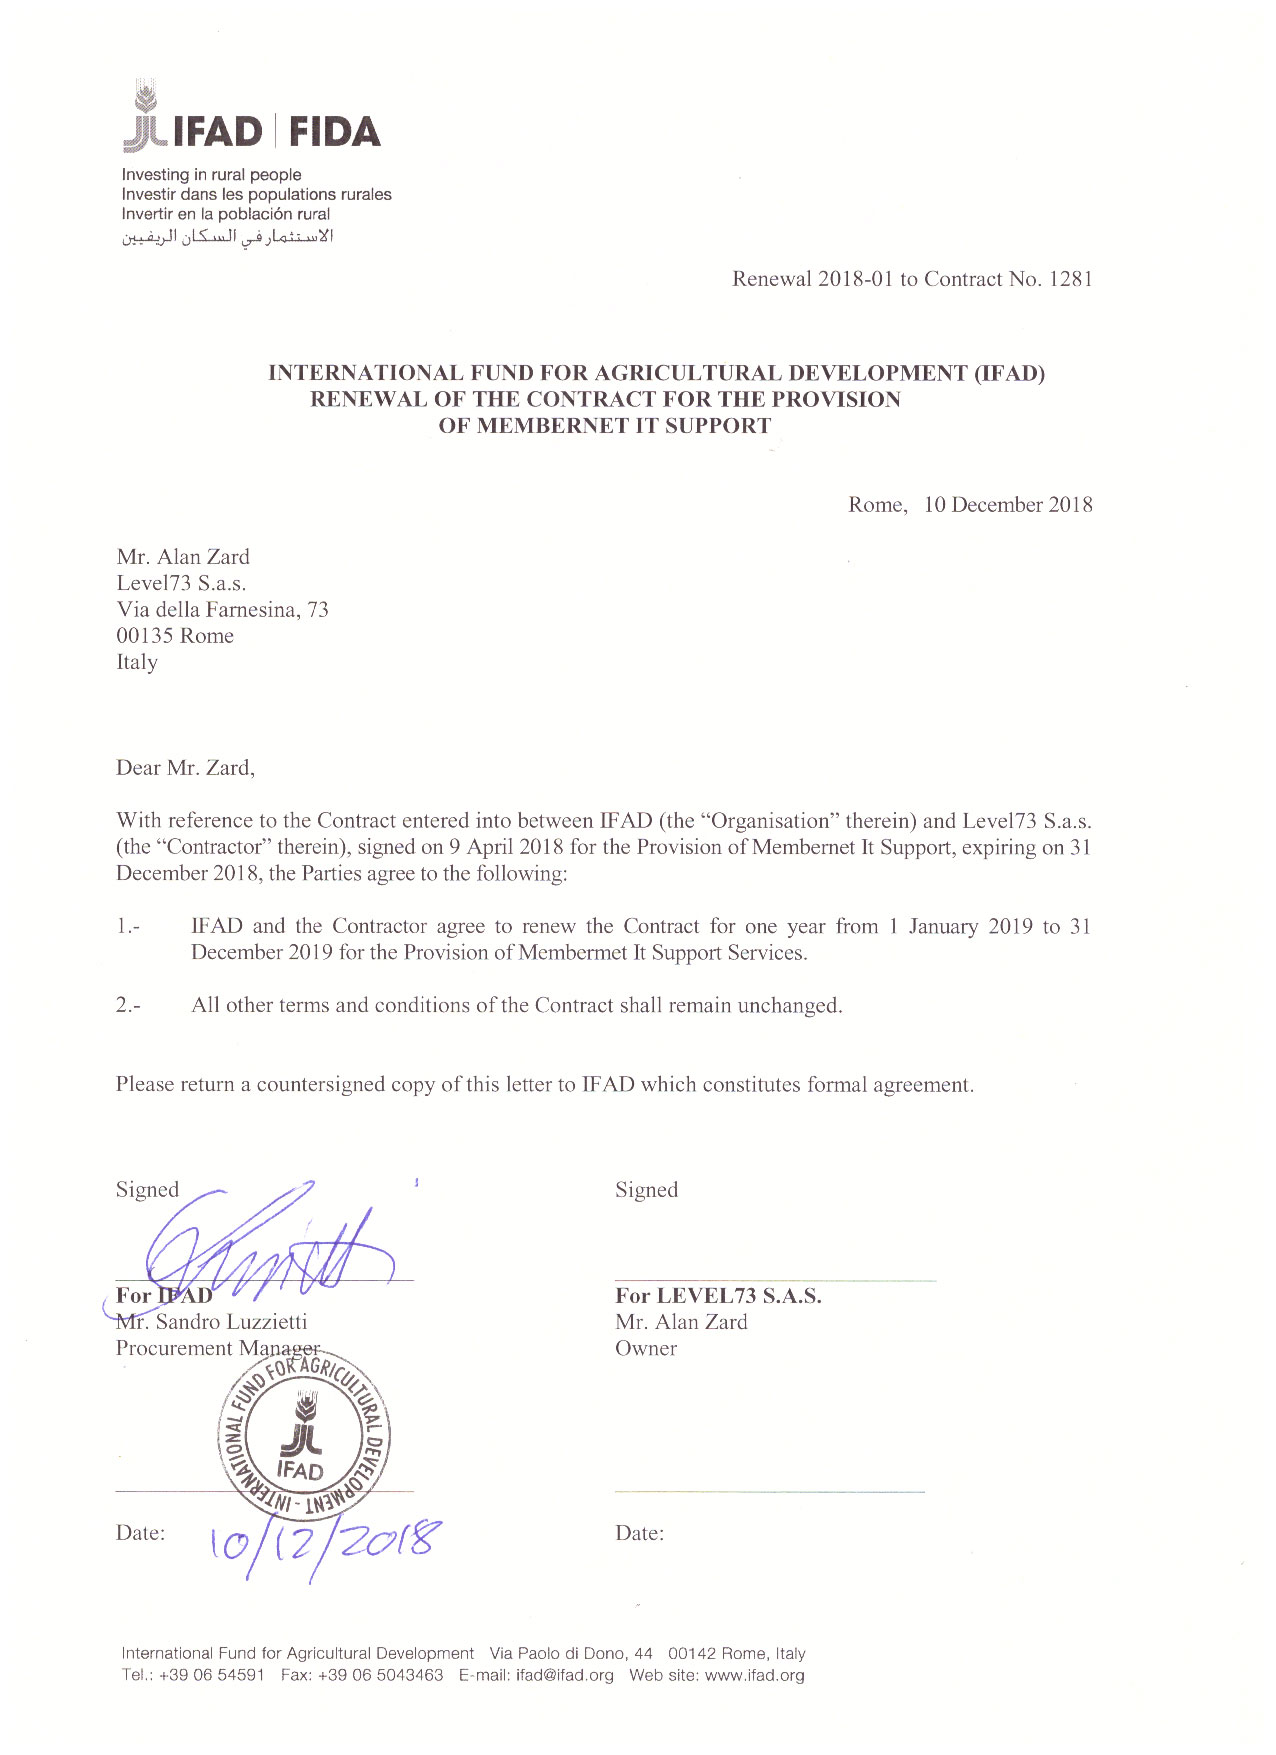 IFAD | FIDA
Investing in rural people
Investir dans les populations rurales
Invertir en la población rural
الاستثمار في السكان الريفيين
Renewal 2018-01 to Contract No. 1281
INTERNATIONAL FUND FOR AGRICULTURAL DEVELOPMENT (IFAD)
RENEWAL OF THE CONTRACT FOR THE PROVISION
OF MEMBERNET IT SUPPORT
Rome, 10 December 2018
Mr. Alan Zard
Level73 S.a.s.
Via della Farnesina, 73
00135 Rome
Italy
Dear Mr. Zard,
With reference to the Contract entered into between IFAD (the “Organisation” therein) and Level73 S.a.s.
(the “Contractor” therein), signed on 9 April 2018 for the Provision of Membernet It Support, expiring on 31
December 2018, the Parties agree to the following:
1.- IFAD and the Contractor agree to renew the Contract for one year from 1 January 2019 to 31
December 2019 for the Provision of Membermet It Support Services.
2.- All other terms and conditions of the Contract shall remain unchanged.
Please return a countersigned copy of this letter to IFAD which constitutes formal agreement.
Signed
For IFAD
Mr. Sandro Luzzietti
Procurement Manager
INTERNATIONAL FUND FOR AGRICULTURAL DEVELOPMENT -
IFAD
Date: 10/12/2018
Signed
For LEVEL73 S.A.S.
Mr. Alan Zard
Owner
Date:
International Fund for Agricultural Development Via Paolo di Dono, 44 00142 Rome, Italy
Tel.: +39 06 54591 Fax: +39 06 5043463 E-mail: ifad@ifad.org Web site: www.ifad.org